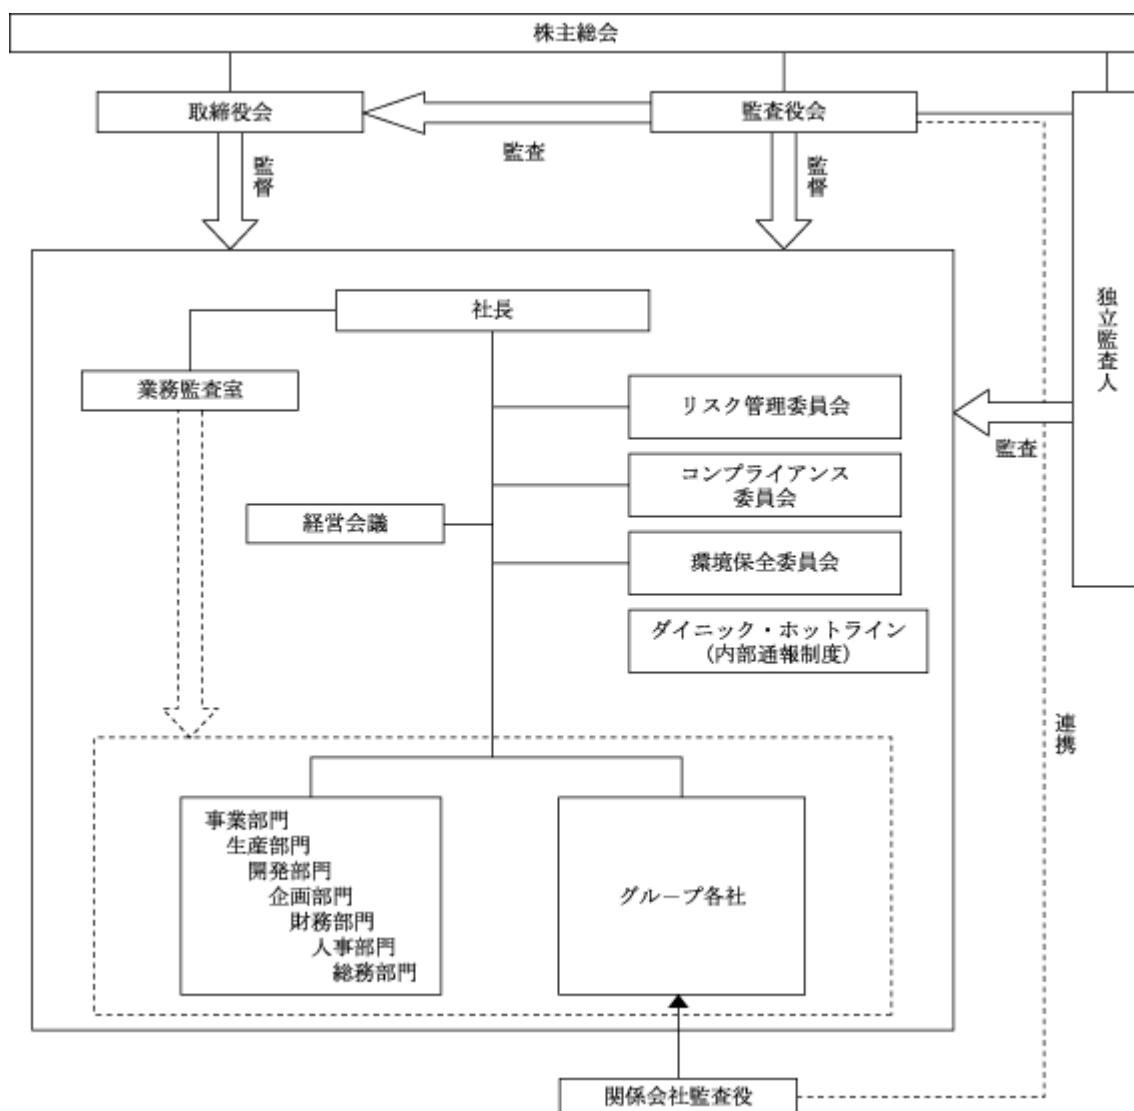 株主総会
取締役会
監査役会
監査
監督
監督
独立監査人
社長
業務監査室
リスク管理委員会
監査
コンプライアンス
委員会
経営会議
環境保全委員会
ダイニック・ホットライン
(内部通報制度)
連携
事業部門
生産部門
開発部門
企画部門
財務部門
人事部門
総務部門
グループ各社
関係会社監査役